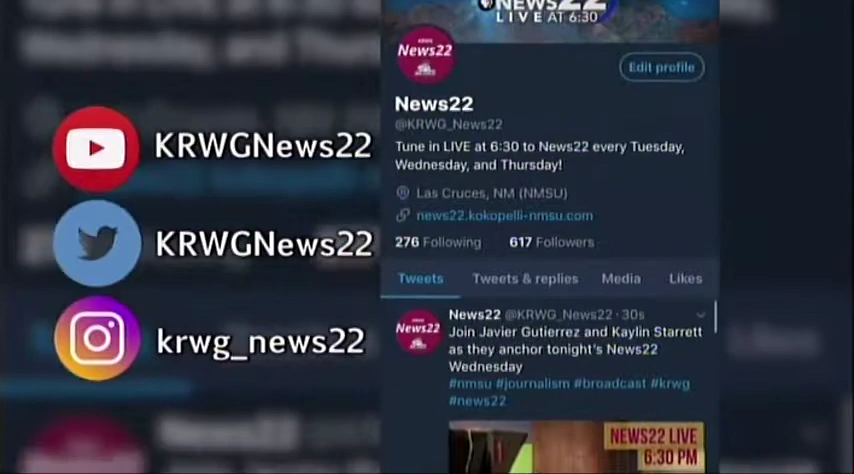 NEWS22
LIVE AT 6:30
News22
Edit profile
News22
@KRWG_News22
Tune in LIVE at 6:30 to News22 every Tuesday,
Wednesday, and Thursday!
Las Cruces, NM (NMSU)
news22.kokopelli-nmsu.com
276 Following 617 Followers
Tweets Tweets & replies Media Likes
News22 @KRWG_News22 · 30s
News22
Join Javier Gutierrez and Kaylin Starrett
as they anchor tonight's News22
Wednesday
#nmsu #journalism #broadcast #krwg
#news22
NEWS22 LIVE
6:30 PM
KRWGNews22
KRWGNews22
krwg_news22